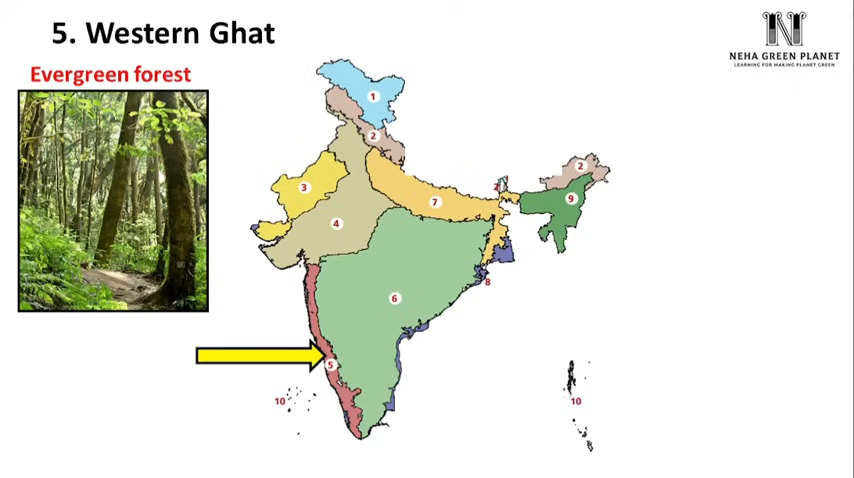 5. Western Ghat
N
NEHA GREEN PLANET
LEARNING FOR MAKING PLANET GREEN
Evergreen forest
1
2
3
4
7
2
2
9
8
6
5
10
10